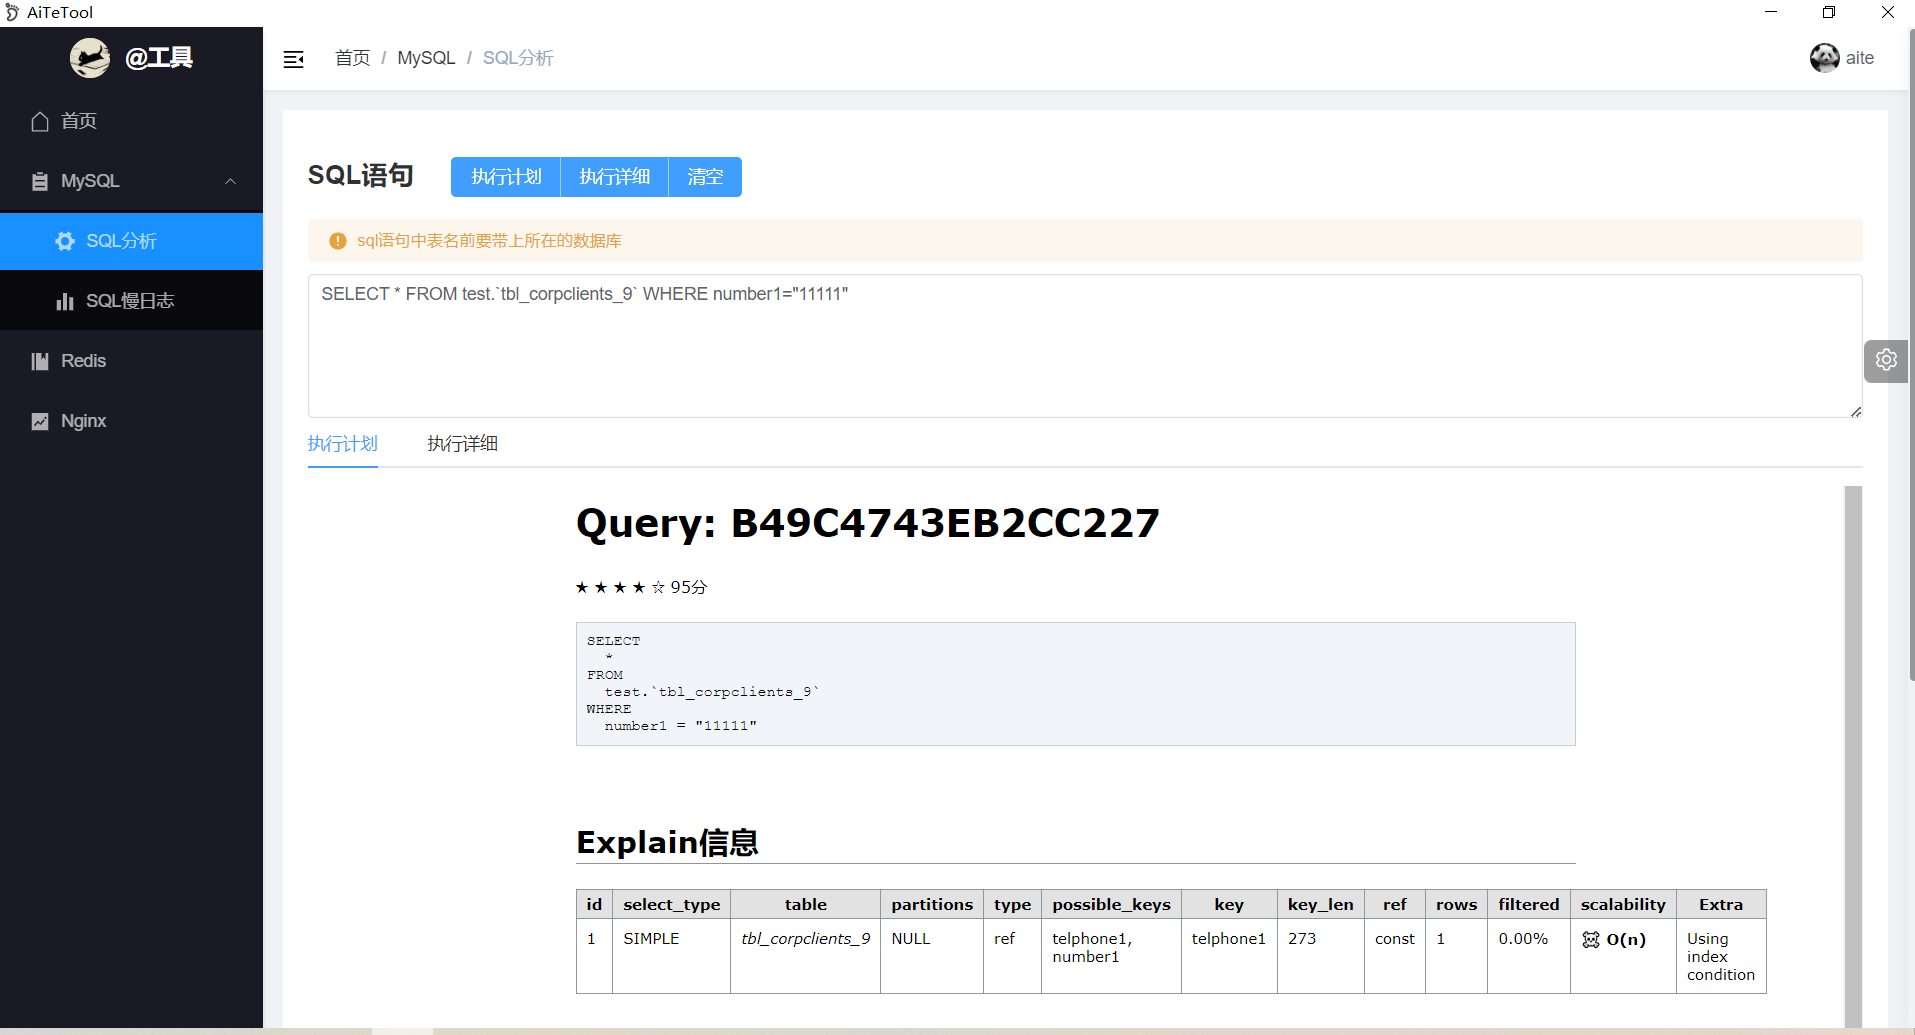 AiTeTool
@工具
首页 / MySQL / SQL分析
aite
首页
MySQL
SQL分析
SQL慢日志
Redis
Nginx
SQL语句
执行计划 执行详细 清空
sql语句中表名前要带上所在的数据库
SELECT * FROM test.`tbl_corpclients_9` WHERE number1="11111"
执行计划 执行详细
Query: B49C4743EB2CC227
★ ★ ★ ★ ☆ 95分
SELECT
*
FROM
test.`tbl_corpclients_9`
WHERE
number1 = "11111"
Explain信息
id select_type table partitions type possible_keys key key_len ref rows filtered scalability Extra
1 SIMPLE tbl_corpclients_9 NULL ref telphone1, number1 telphone1 273 const 1 0.00% ☠ O(n) Using index condition